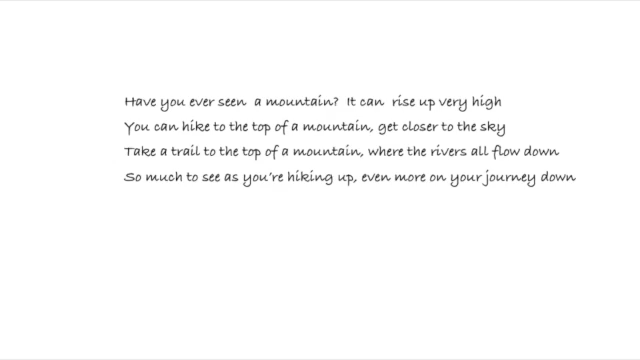 Have you ever seen a mountain? It can rise up very high
You can hike to the top of a mountain, get closer to the sky
Take a trail to the top of a mountain, where the rivers all flow down
So much to see as you're hiking up, even more on your journey down